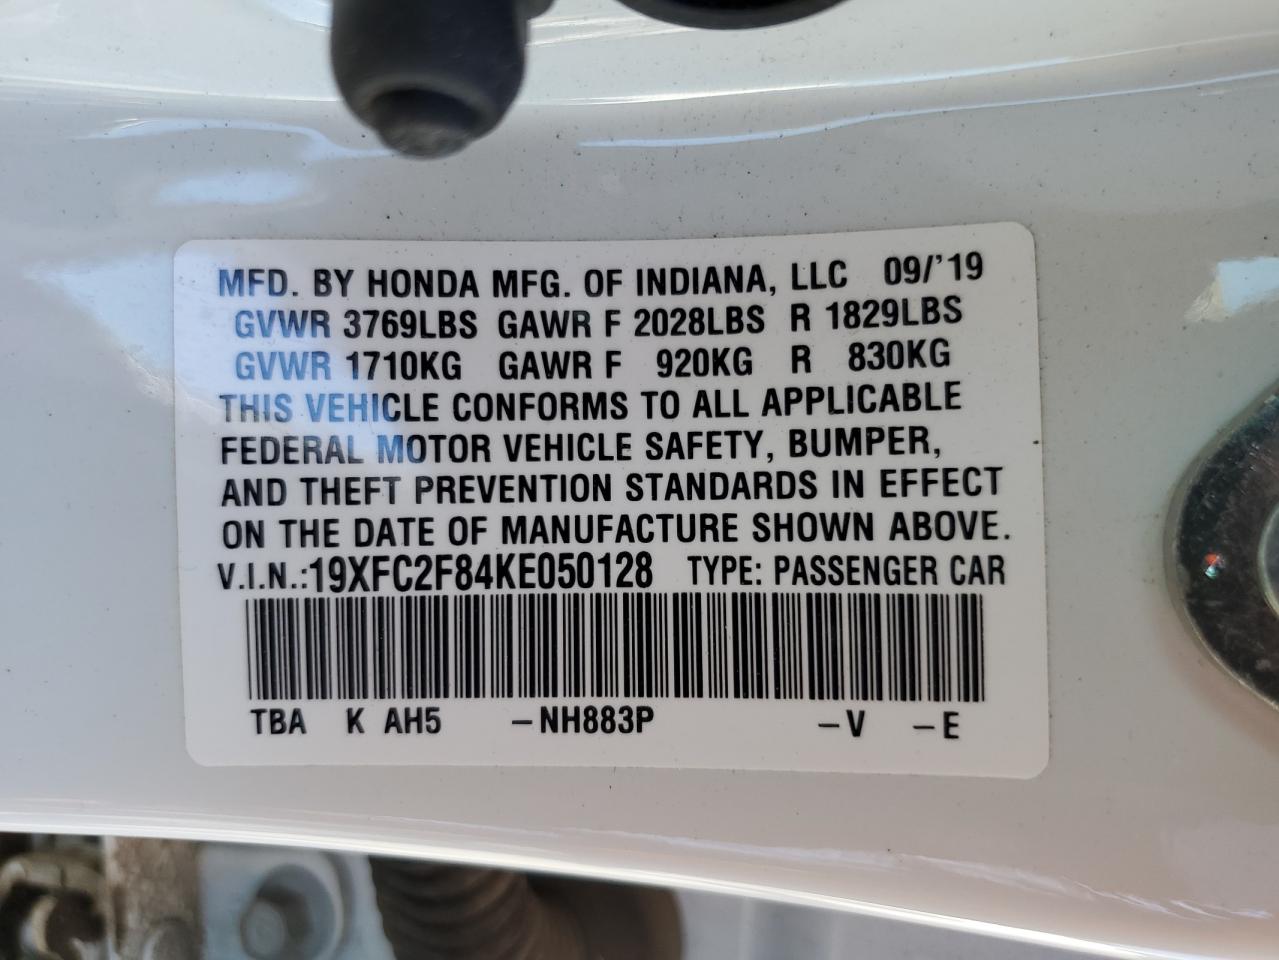 MFD. BY HONDA MFG. OF INDIANA, LLC 09/'19
GVWR 3769LBS GAWR F 2028LBS R 1829LBS
GVWR 1710KG GAWR F 920KG R 830KG
THIS VEHICLE CONFORMS TO ALL APPLICABLE
FEDERAL MOTOR VEHICLE SAFETY, BUMPER,
AND THEFT PREVENTION STANDARDS IN EFFECT
ON THE DATE OF MANUFACTURE SHOWN ABOVE.
V.I.N.:19XFC2F84KE050128 TYPE: PASSENGER CAR
TBA K AH5 -NH883P -V -E